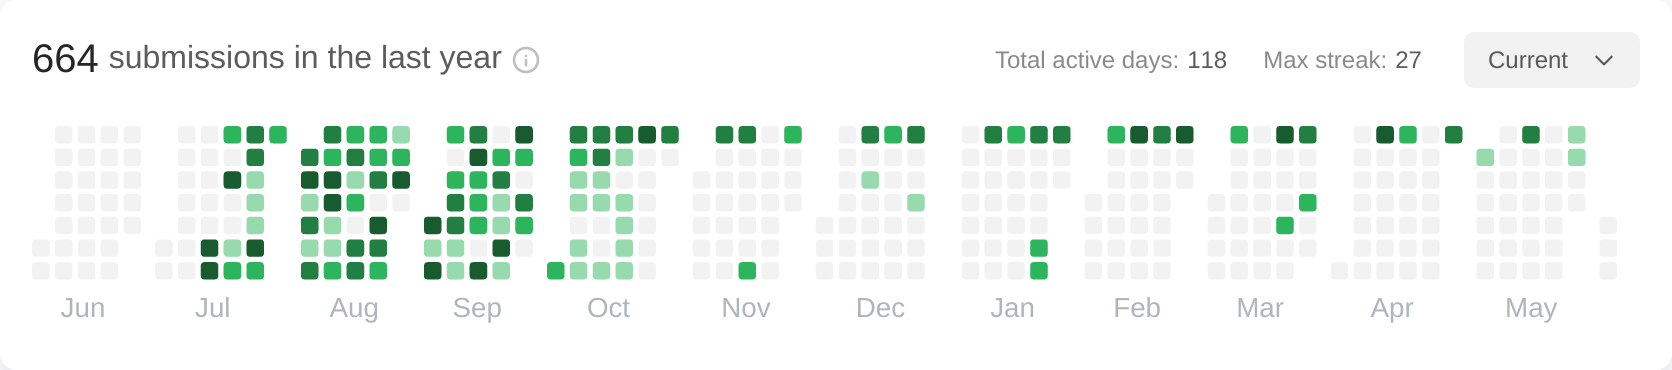 664 submissions in the last year Total active days: 118 Max streak: 27 Current
Jun Jul Aug Sep Oct Nov Dec Jan Feb Mar Apr May